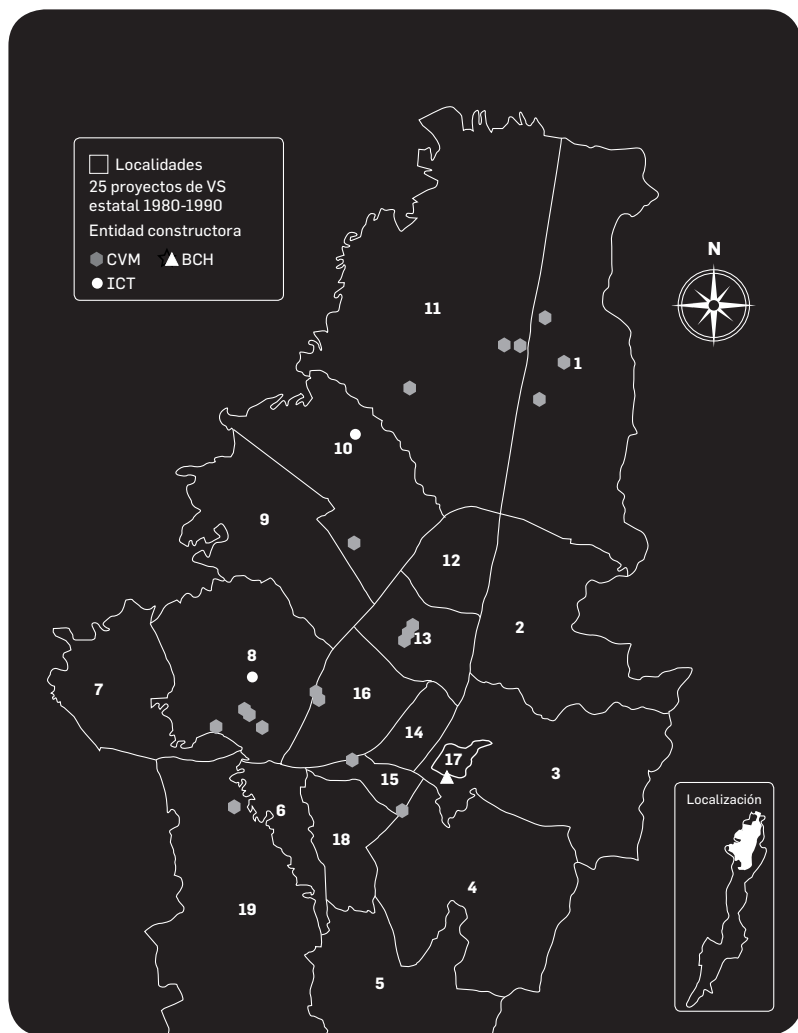 Localidades
25 proyectos de VS
estatal 1980-1990
Entidad constructora
CVM BCH
ICT
N
11
1
10
9
12
2
13
8
7
16
14
17
3
15
6
18
4
19
5
Localización